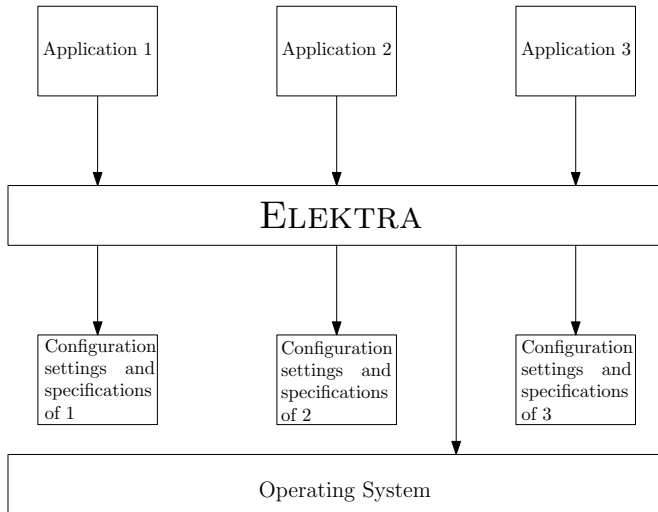 Application 1
Application 2
Application 3
ELEKTRA
Configuration
settings and
specifications
of 1
Configuration
settings and
specifications
of 2
Configuration
settings and
specifications
of 3
Operating System